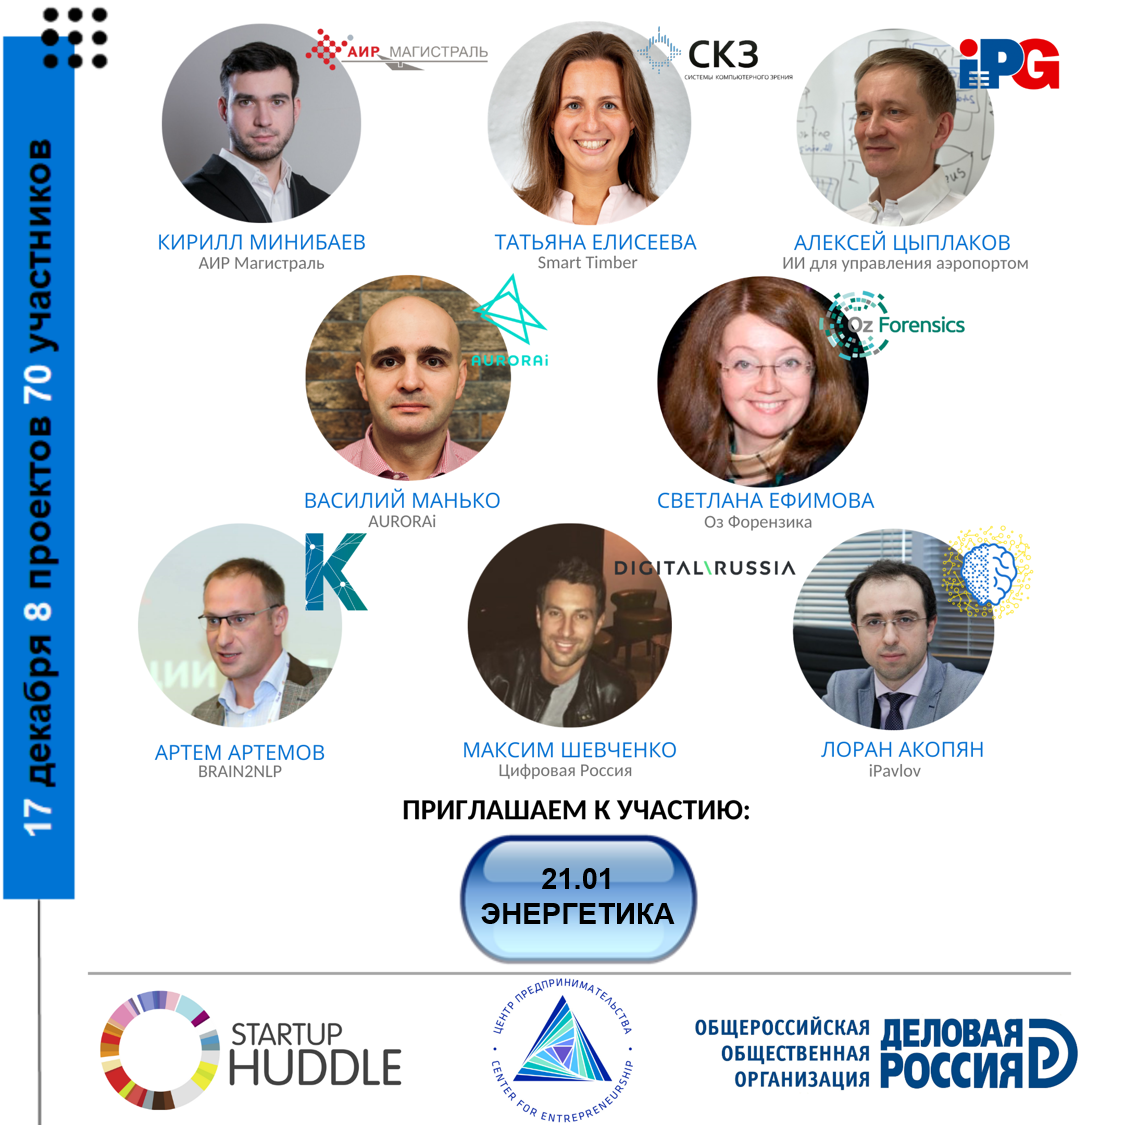 17 декабря 8 проектов 70 участников
АИР МАГИСТРАЛЬ
СКЗ
СИСТЕМЫ КОМПЬЮТЕРНОГО ЗРЕНИЯ
iPG
КИРИЛЛ МИНИБАЕВ
АИР Магистраль
ТАТЬЯНА ЕЛИСЕЕВА
Smart Timber
АЛЕКСЕЙ ЦЫПЛАКОВ
ИИ для управления аэропортом
AURORAi
Oz Forensics
ВАСИЛИЙ МАНЬКО
AURORAi
СВЕТЛАНА ЕФИМОВА
Оз Форензика
K
DIGITAL\RUSSIA
АРТЕМ АРТЕМОВ
BRAIN2NLP
МАКСИМ ШЕВЧЕНКО
Цифровая Россия
ЛОРАН АКОПЯН
iPavlov
ПРИГЛАШАЕМ К УЧАСТИЮ:
21.01
ЭНЕРГЕТИКА
STARTUP
HUDDLE
ЦЕНТР ПРЕДПРИНИМАТЕЛЬСТВА
CENTER FOR ENTREPRENEURSHIP
ОБЩЕРОССИЙСКАЯ
ОБЩЕСТВЕННАЯ
ОРГАНИЗАЦИЯ
ДЕЛОВАЯ
РОССИЯ